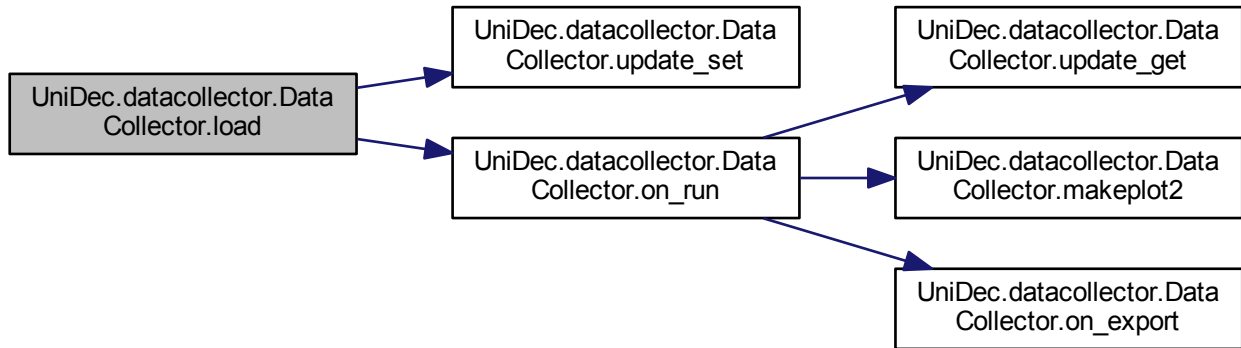 UniDec.datacollector.Data
Collector.load
UniDec.datacollector.Data
Collector.update_set
UniDec.datacollector.Data
Collector.on_run
UniDec.datacollector.Data
Collector.update_get
UniDec.datacollector.Data
Collector.makeplot2
UniDec.datacollector.Data
Collector.on_export